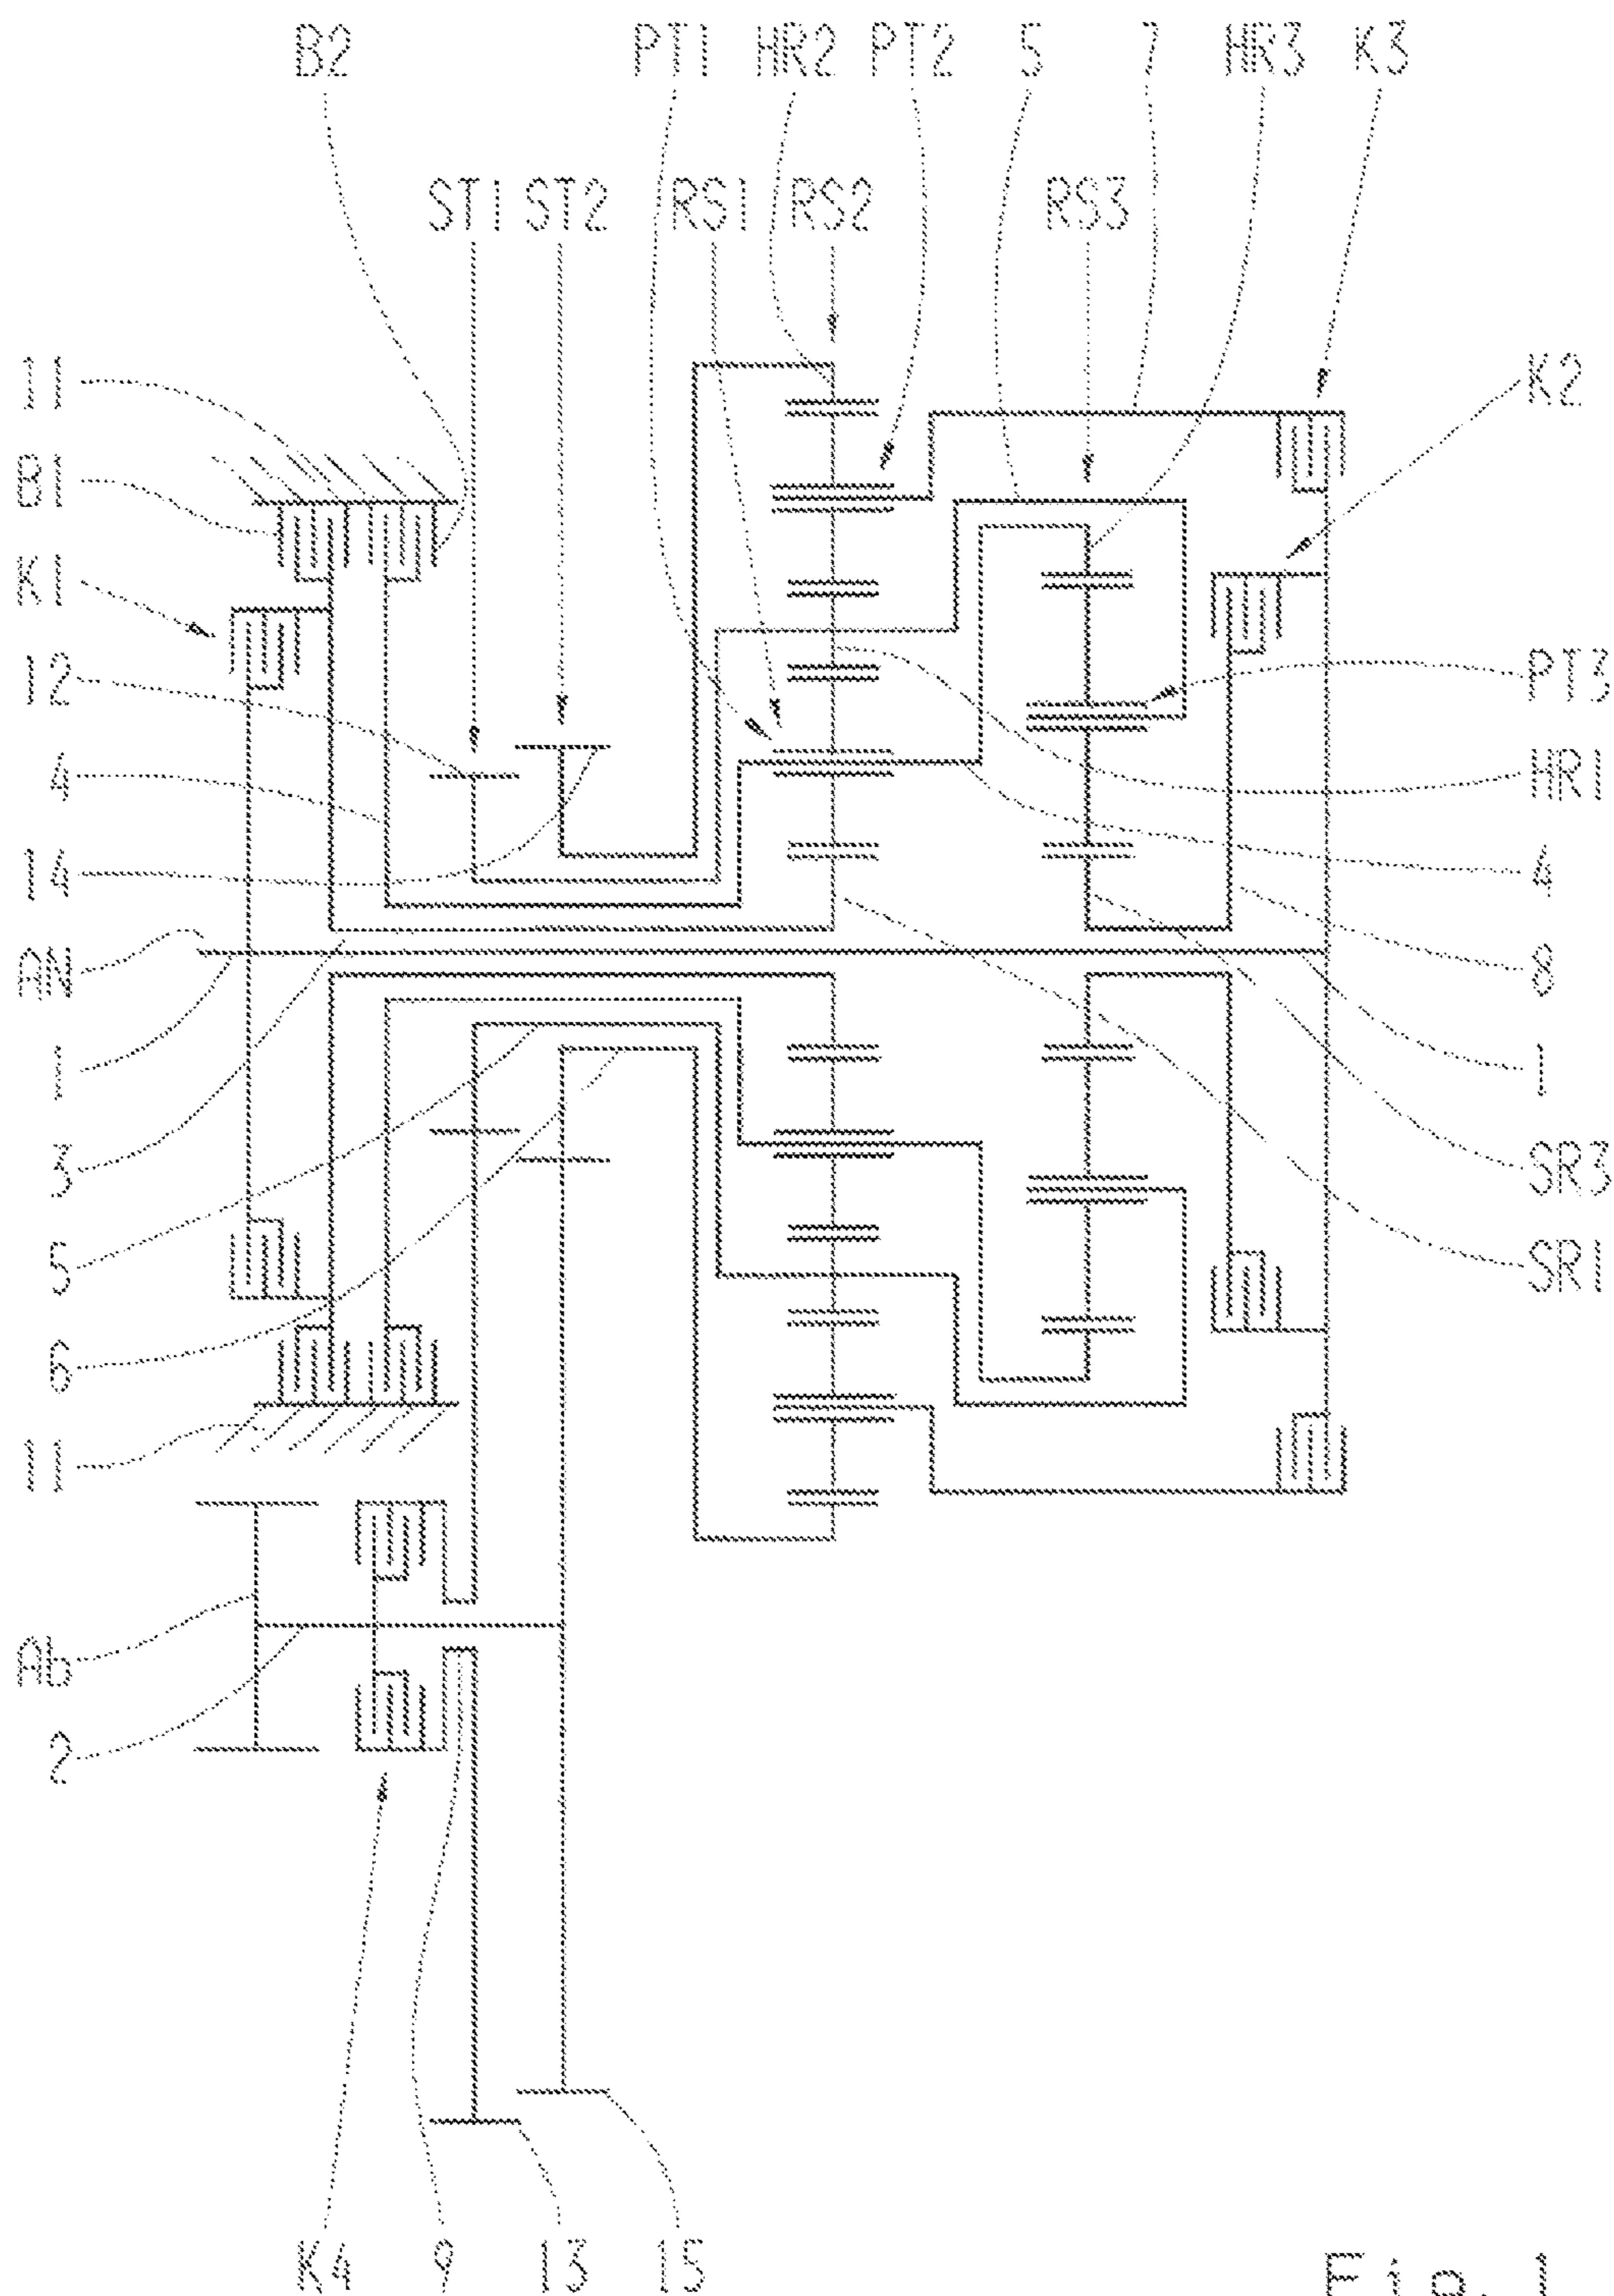 B2 PT1 HR2 PT2 5 7 HR3 K3
ST1 ST2 RS1 RS2 RS3
11 K2
B1
K1
12 PT3
4 HR1
14 4
AN 8
1 1
3 SR3
5 SR1
6
11
Ab
2
K4 9 13 15
Fig. 1